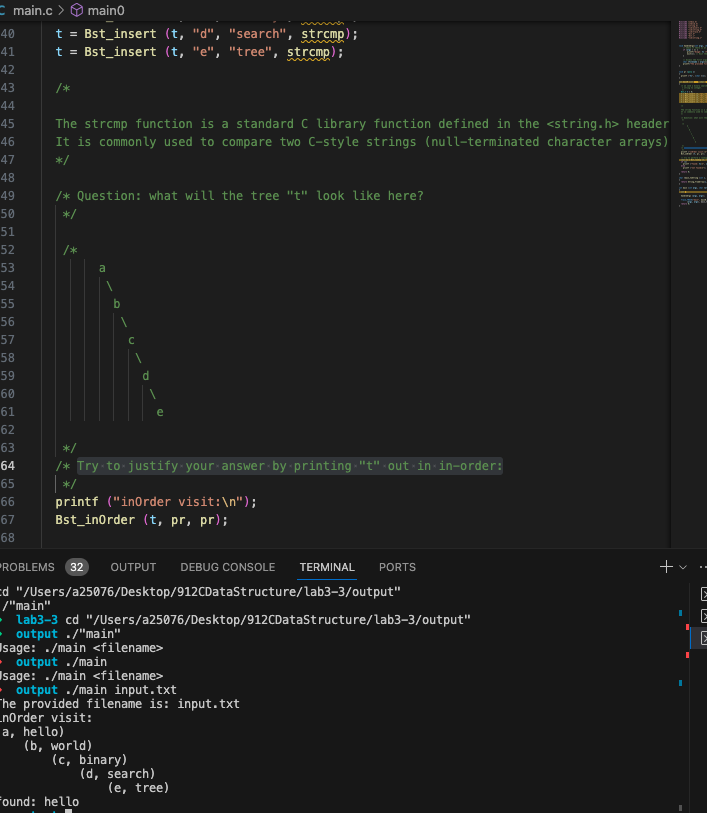 main.c > main()
40 t = Bst_insert (t, "d", "search", strcmp);
41 t = Bst_insert (t, "e", "tree", strcmp);
42
43 /*
44
45 The strcmp function is a standard C library function defined in the <string.h> header
46 It is commonly used to compare two C-style strings (null-terminated character arrays)
47 */
48
49 /* Question: what will the tree "t" look like here?
50 */
51
52 /*
53 a
54 \
55 b
56 \
57 c
58 \
59 d
60 \
61 e
62
63 */
64 /* Try to justify your answer by printing "t" out in in-order:
65 */
66 printf ("inOrder visit:\n");
67 Bst_inOrder (t, pr, pr);
68
PROBLEMS 32 OUTPUT DEBUG CONSOLE TERMINAL PORTS
cd "/Users/a25076/Desktop/912CDataStructure/lab3-3/output"
./"main"
lab3-3 cd "/Users/a25076/Desktop/912CDataStructure/lab3-3/output"
output ./"main"
Usage: ./main <filename>
output ./main
Usage: ./main <filename>
output ./main input.txt
The provided filename is: input.txt
inOrder visit:
a, hello)
(b, world)
(c, binary)
(d, search)
(e, tree)
found: hello